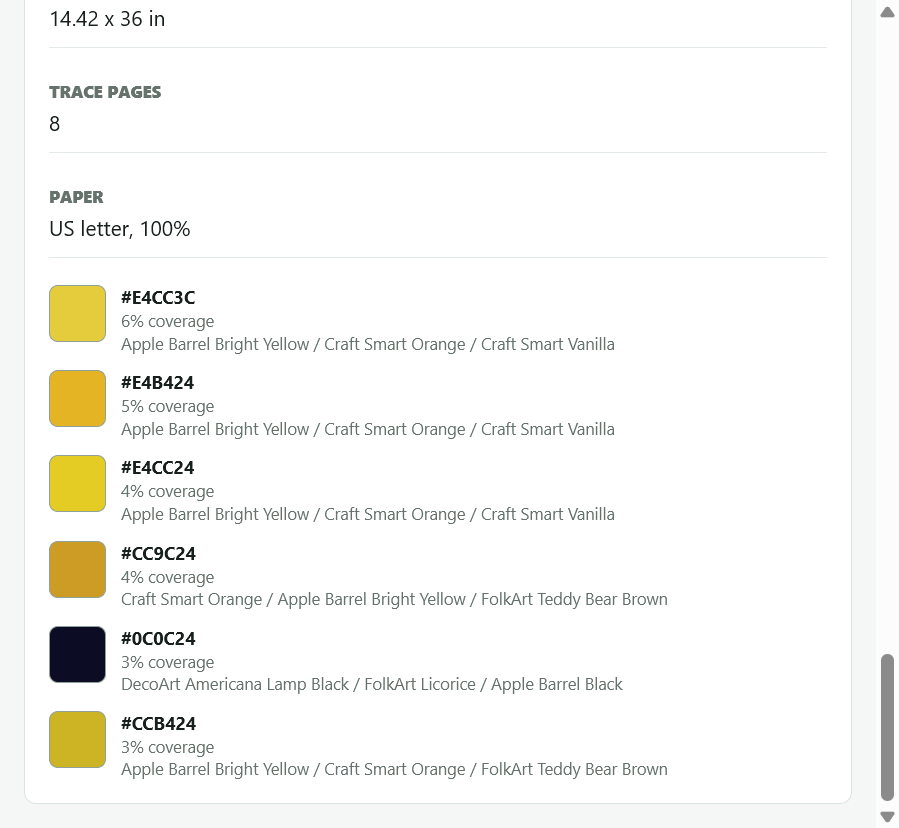 14.42 x 36 in
TRACE PAGES
8
PAPER
US letter, 100%
#E4CC3C
6% coverage
Apple Barrel Bright Yellow / Craft Smart Orange / Craft Smart Vanilla
#E4B424
5% coverage
Apple Barrel Bright Yellow / Craft Smart Orange / Craft Smart Vanilla
#E4CC24
4% coverage
Apple Barrel Bright Yellow / Craft Smart Orange / Craft Smart Vanilla
#CC9C24
4% coverage
Craft Smart Orange / Apple Barrel Bright Yellow / FolkArt Teddy Bear Brown
#0C0C24
3% coverage
DecoArt Americana Lamp Black / FolkArt Licorice / Apple Barrel Black
#CCB424
3% coverage
Apple Barrel Bright Yellow / Craft Smart Orange / FolkArt Teddy Bear Brown